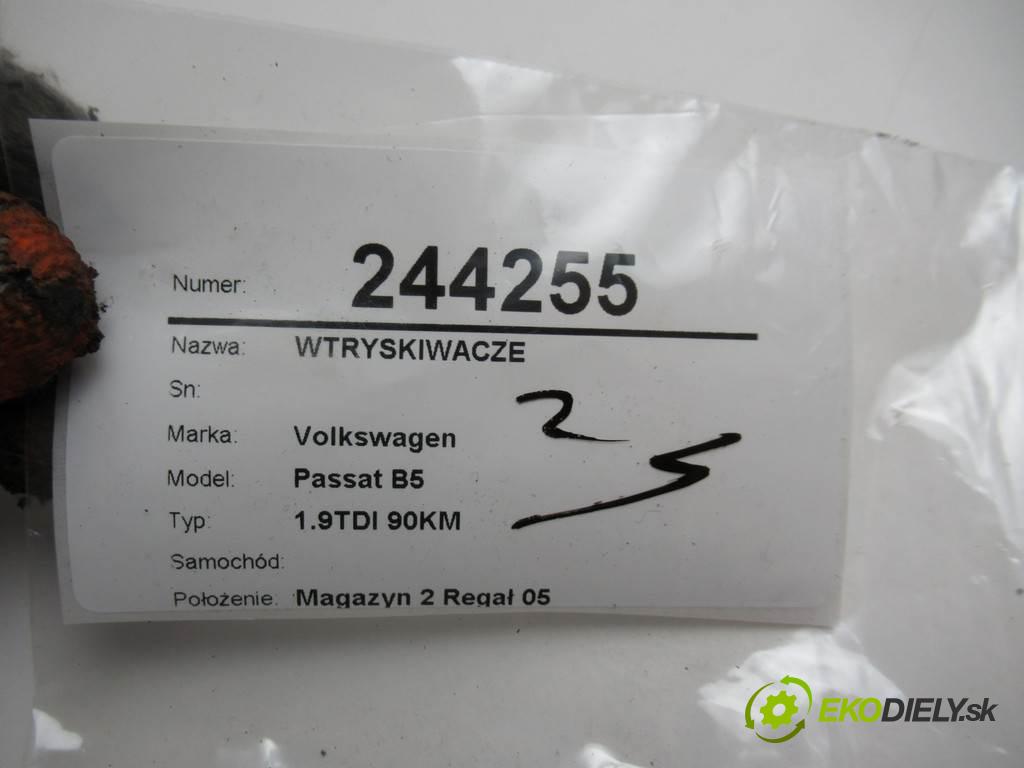 Numer: 244255
Nazwa: WTRYSKIWACZE
Sn:
Marka: Volkswagen
Model: Passat B5
Typ: 1.9TDI 90KM
Samochód:
Położenie: Magazyn 2 Regał 05
2
EKODIELY.sk